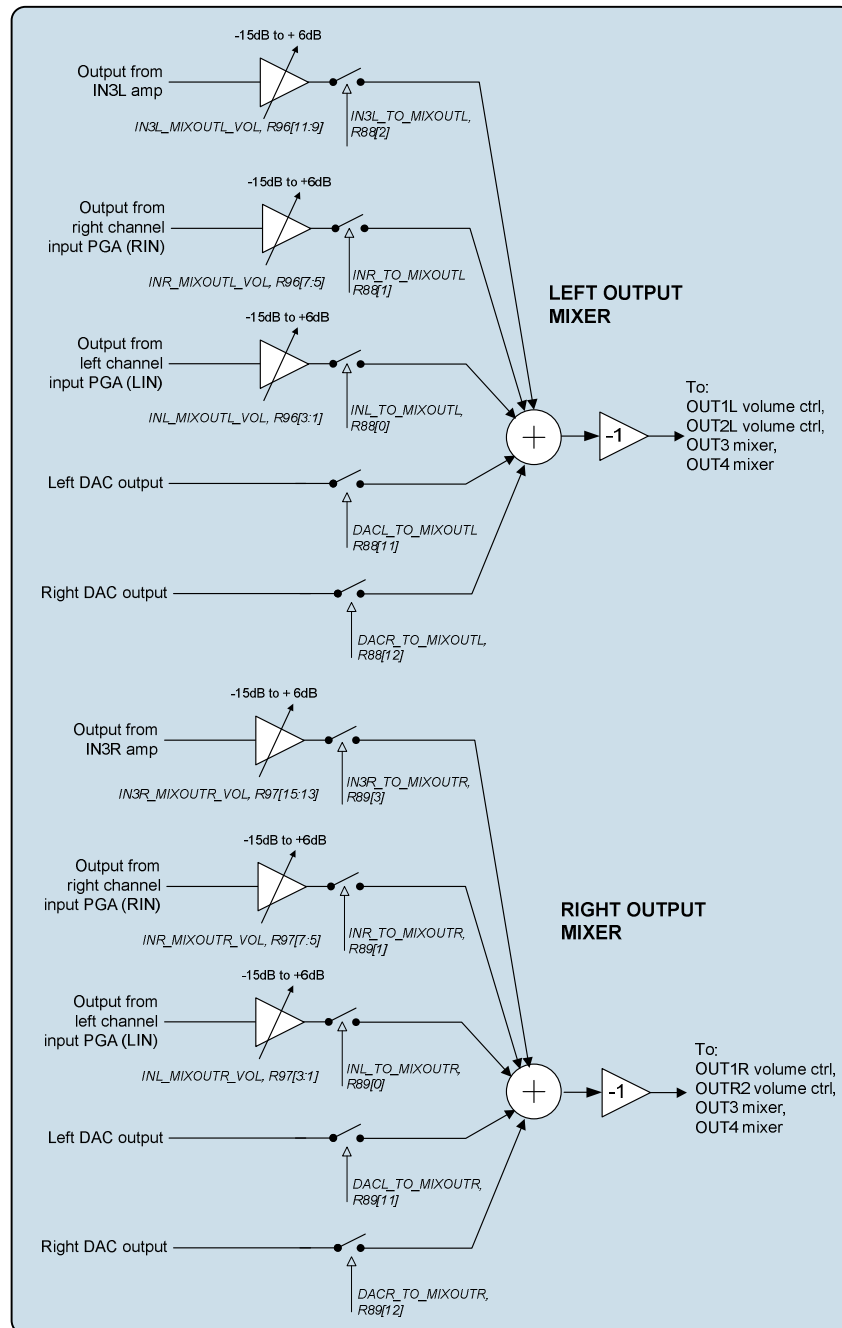 -15dB to + 6dB
Output from
IN3L amp
IN3L_MIXOUTL_VOL, R96[11:9]
IN3L_TO_MIXOUTL,
R88[2]
-15dB to +6dB
Output from
right channel
input PGA (RIN)
INR_MIXOUTL_VOL, R96[7:5]
INR_TO_MIXOUTL
R88[1]
LEFT OUTPUT
MIXER
-15dB to +6dB
Output from
left channel
input PGA (LIN)
INL_MIXOUTL_VOL, R96[3:1]
INL_TO_MIXOUTL,
R88[0]
+
-1
To:
OUT1L volume ctrl,
OUT2L volume ctrl,
OUT3 mixer,
OUT4 mixer
Left DAC output
DACL_TO_MIXOUTL
R88[11]
Right DAC output
DACR_TO_MIXOUTL,
R88[12]
-15dB to + 6dB
Output from
IN3R amp
IN3R_MIXOUTR_VOL, R97[15:13]
IN3R_TO_MIXOUTR,
R89[3]
-15dB to +6dB
Output from
right channel
input PGA (RIN)
INR_MIXOUTR_VOL, R97[7:5]
INR_TO_MIXOUTR,
R89[1]
RIGHT OUTPUT
MIXER
-15dB to +6dB
Output from
left channel
input PGA (LIN)
INL_MIXOUTR_VOL, R97[3:1]
INL_TO_MIXOUTR,
R89[0]
+
-1
To:
OUT1R volume ctrl,
OUTR2 volume ctrl,
OUT3 mixer,
OUT4 mixer
Left DAC output
DACL_TO_MIXOUTR,
R89[11]
Right DAC output
DACR_TO_MIXOUTR,
R89[12]